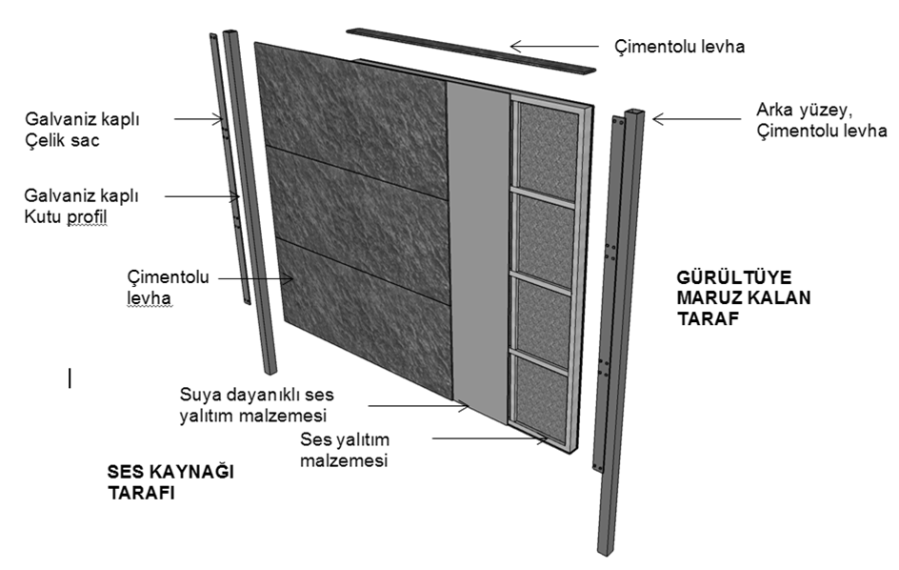 Çimentolu levha
Galvaniz kaplı
Çelik sac
Arka yüzey,
Çimentolu levha
Galvaniz kaplı
Kutu profil
Çimentolu
levha
GÜRÜLTÜYE
MARUZ KALAN
TARAF
Suya dayanıklı ses
yalıtım malzemesi
Ses yalıtım
malzemesi
SES KAYNAĞI
TARAFI